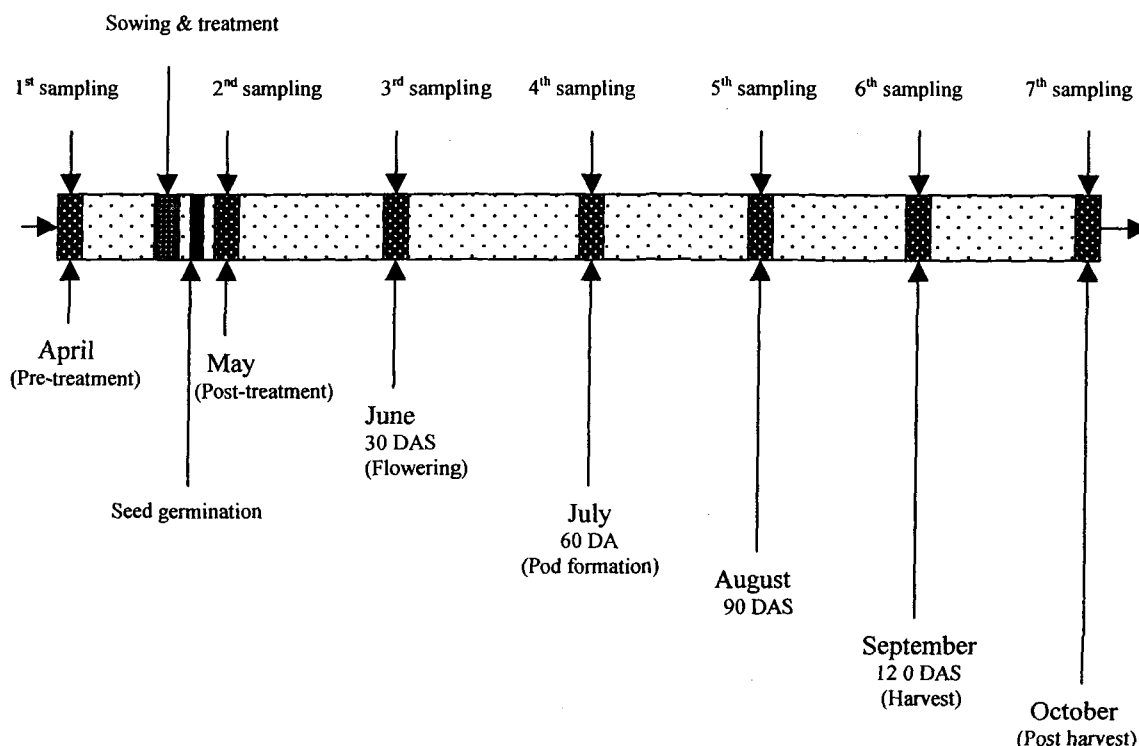 Sowing & treatment
1st sampling
2nd sampling
3rd sampling
4th sampling
5th sampling
6th sampling
7th sampling
April
(Pre-treatment)
May
(Post-treatment)
June
30 DAS
(Flowering)
Seed germination
July
60 DA
(Pod formation)
August
90 DAS
September
12 0 DAS
(Harvest)
October
(Post harvest)